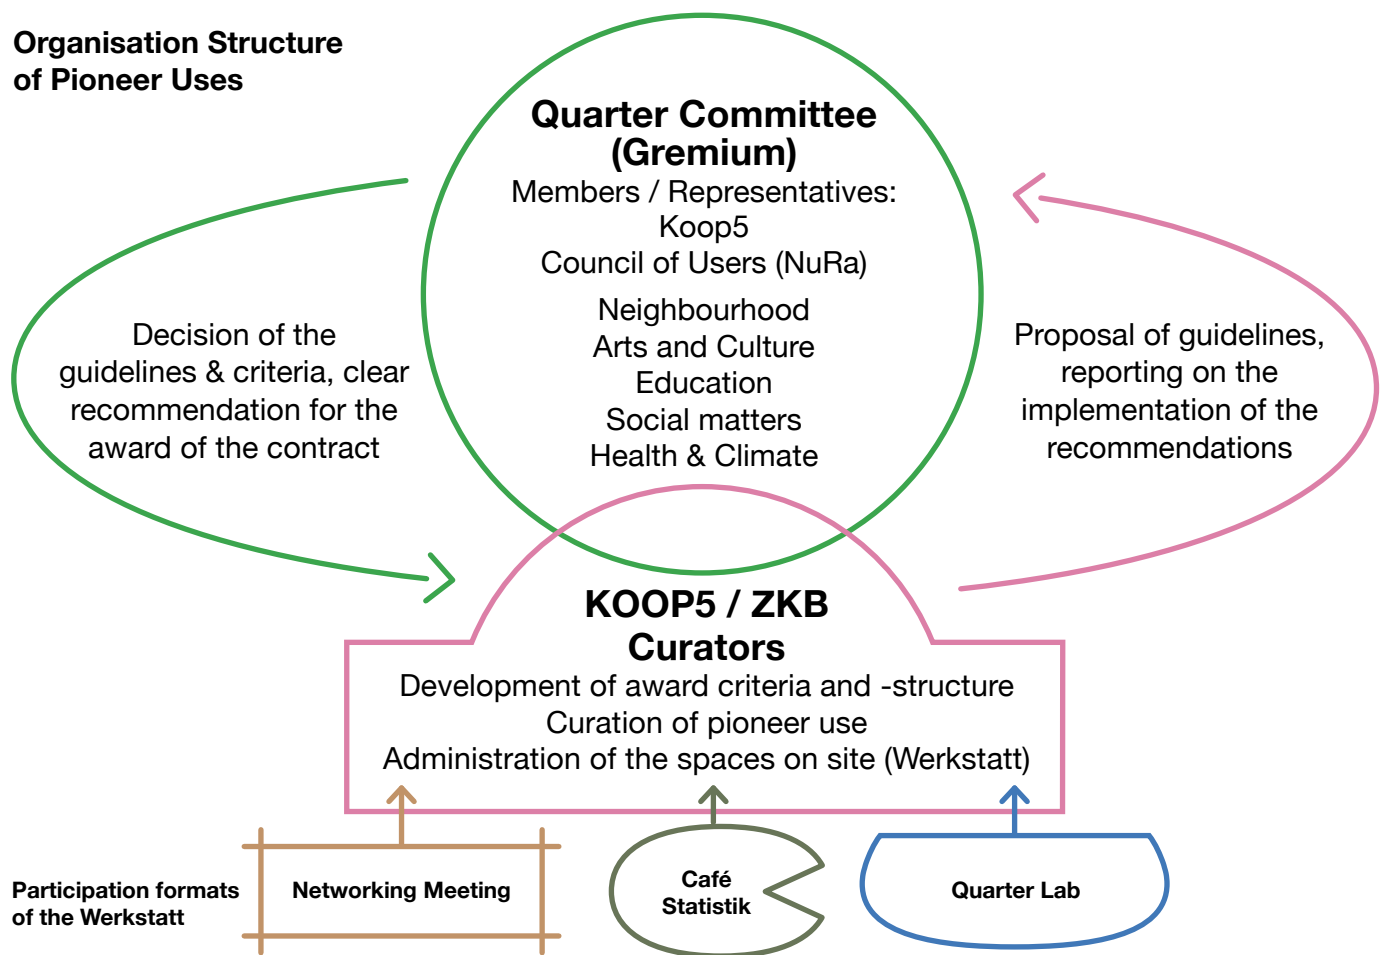 Organisation Structure
of Pioneer Uses
Quarter Committee
(Gremium)
Members / Representatives:
Koop5
Council of Users (NuRa)
Neighbourhood
Arts and Culture
Education
Social matters
Health & Climate
Decision of the
guidelines & criteria, clear
recommendation for the
award of the contract
Proposal of guidelines,
reporting on the
implementation of the
recommendations
KOOP5 / ZKB
Curators
Development of award criteria and -structure
Curation of pioneer use
Administration of the spaces on site (Werkstatt)
Participation formats
of the Werkstatt
Networking Meeting
Café
Statistik
Quarter Lab